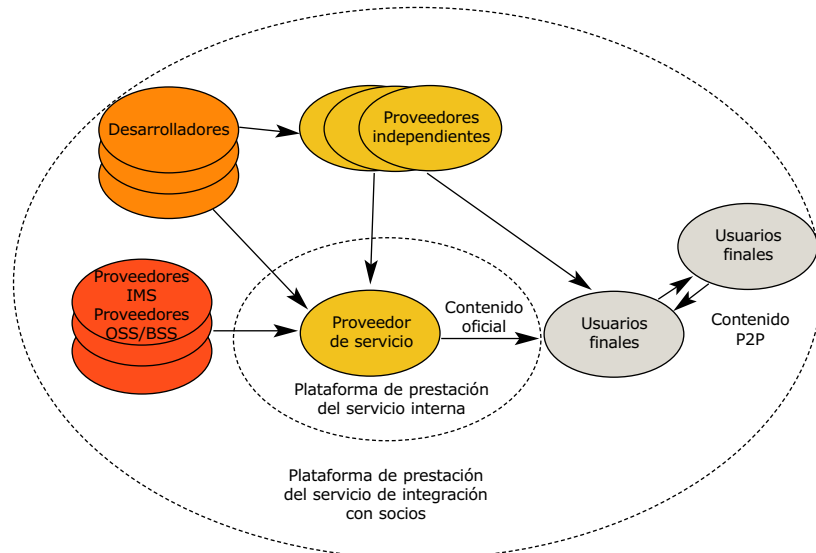 Desarrolladores
Proveedores
independientes
Usuarios
finales
Proveedores
IMS
Proveedores
OSS/BSS
Proveedor
de servicio
Contenido
oficial
Usuarios
finales
Contenido
P2P
Plataforma de prestación
del servicio interna
Plataforma de prestación
del servicio de integración
con socios